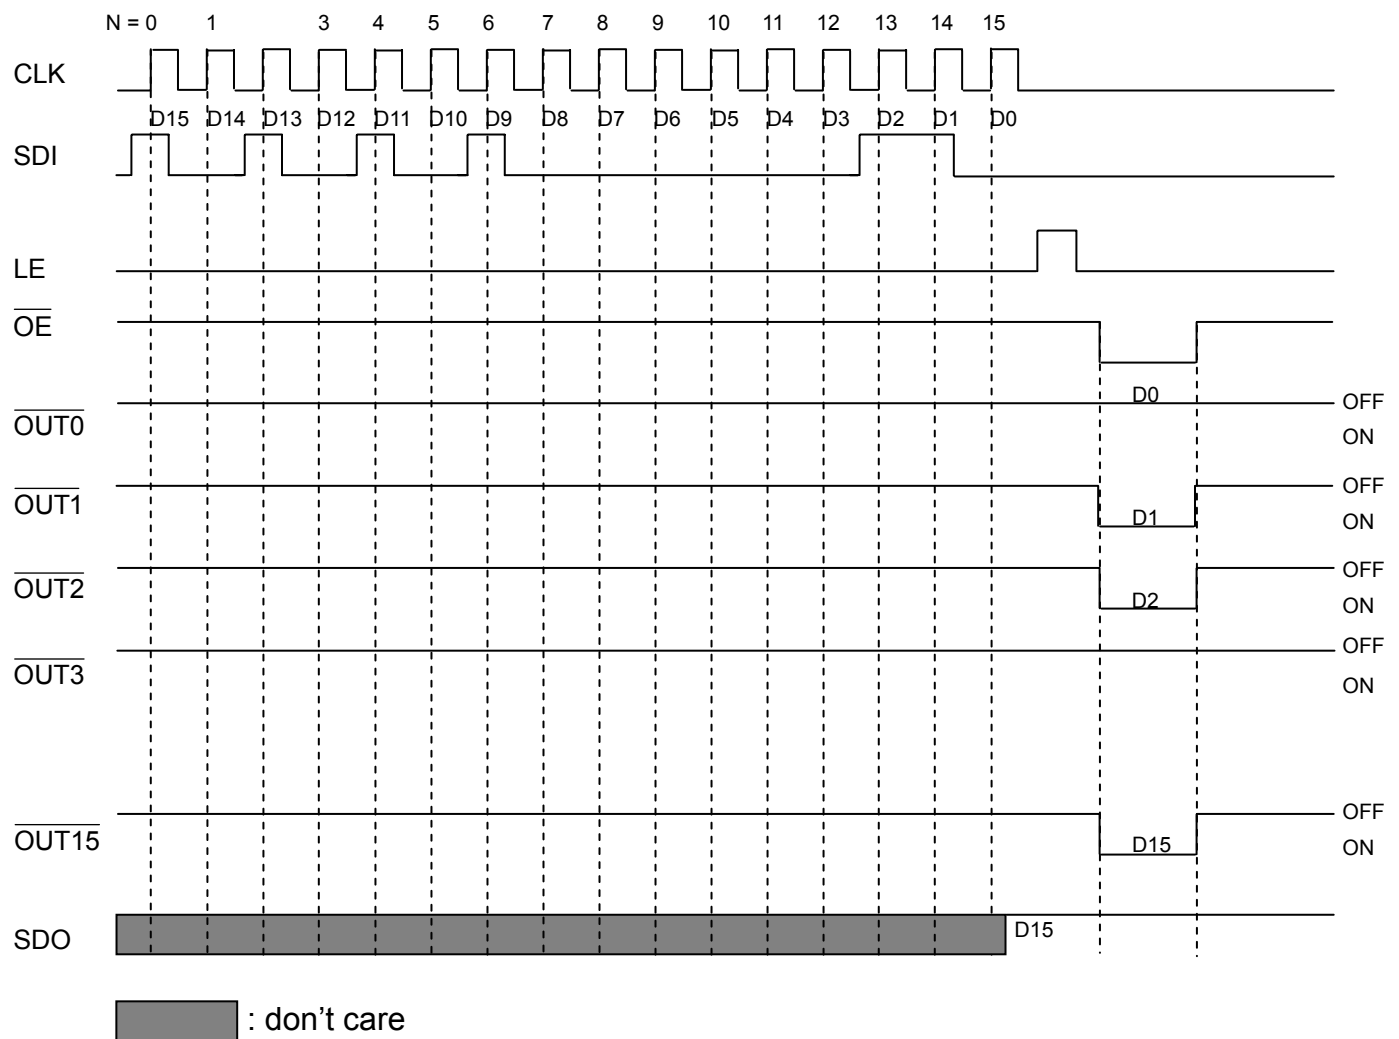 N = 0 1 3 4 5 6 7 8 9 10 11 12 13 14 15
CLK
D15 D14 D13 D12 D11 D10 D9 D8 D7 D6 D5 D4 D3 D2 D1 D0
SDI
LE
OE
D0
OFF
OUT0
ON
OFF
OUT1
D1
ON
OFF
OUT2
D2
ON
OFF
OUT3
ON
OFF
OUT15
D15
ON
SDO
D15
: don't care